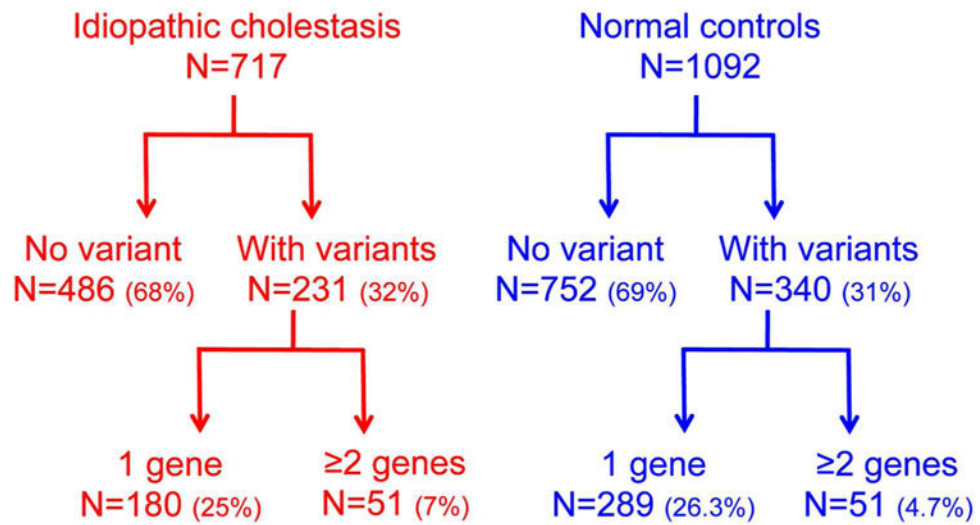 Idiopathic cholestasis
N=717
Normal controls
N=1092
No variant
N=486 (68%)
With variants
N=231 (32%)
No variant
N=752 (69%)
With variants
N=340 (31%)
1 gene
N=180 (25%)
≥2 genes
N=51 (7%)
1 gene
N=289 (26.3%)
≥2 genes
N=51 (4.7%)